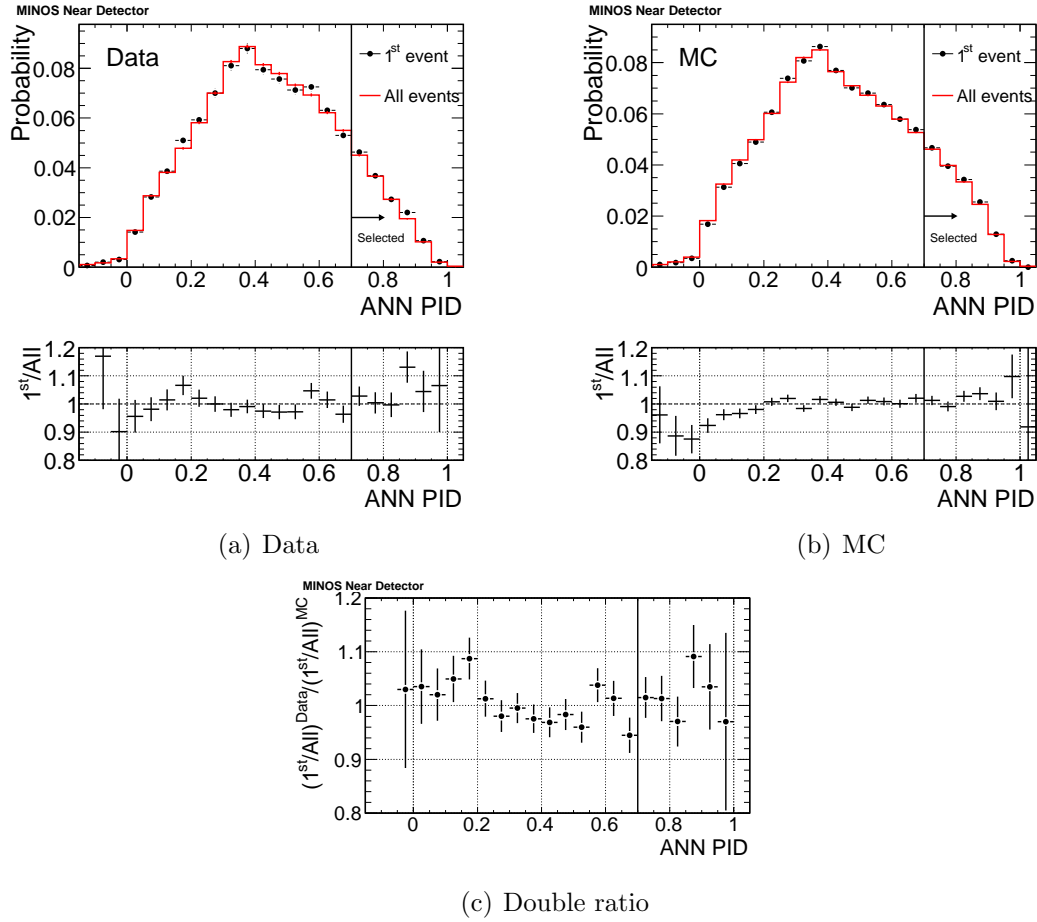 MINOS Near Detector
Probability
0.08
0.06
0.04
0.02
0
Data
1st event
All events
Selected
0 0.2 0.4 0.6 0.8 1
ANN PID
1st/All
1.2
1.1
1
0.9
0.8
0 0.2 0.4 0.6 0.8 1
ANN PID
(a) Data
MINOS Near Detector
Probability
0.08
0.06
0.04
0.02
0
MC
1st event
All events
Selected
0 0.2 0.4 0.6 0.8 1
ANN PID
1st/All
1.2
1.1
1
0.9
0.8
0 0.2 0.4 0.6 0.8 1
ANN PID
(b) MC
MINOS Near Detector
(1st/All)Data/(1st/All)MC
1.2
1.1
1
0.9
0.8
0 0.2 0.4 0.6 0.8 1
ANN PID
(c) Double ratio